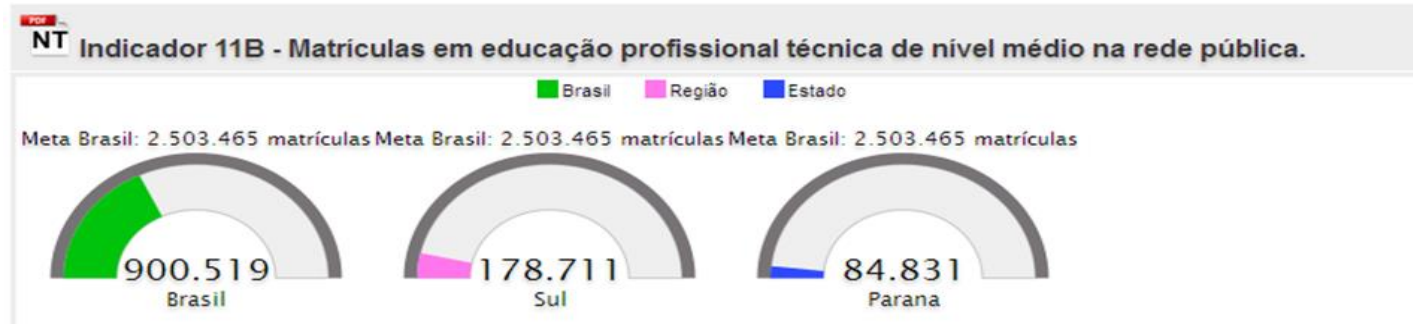 PDF
NT Indicador 11B - Matrículas em educação profissional técnica de nível médio na rede pública.
Brasil Região Estado
Meta Brasil: 2.503.465 matrículas Meta Brasil: 2.503.465 matrículas Meta Brasil: 2.503.465 matrículas
900.519 178.711 84.831
Brasil Sul Parana